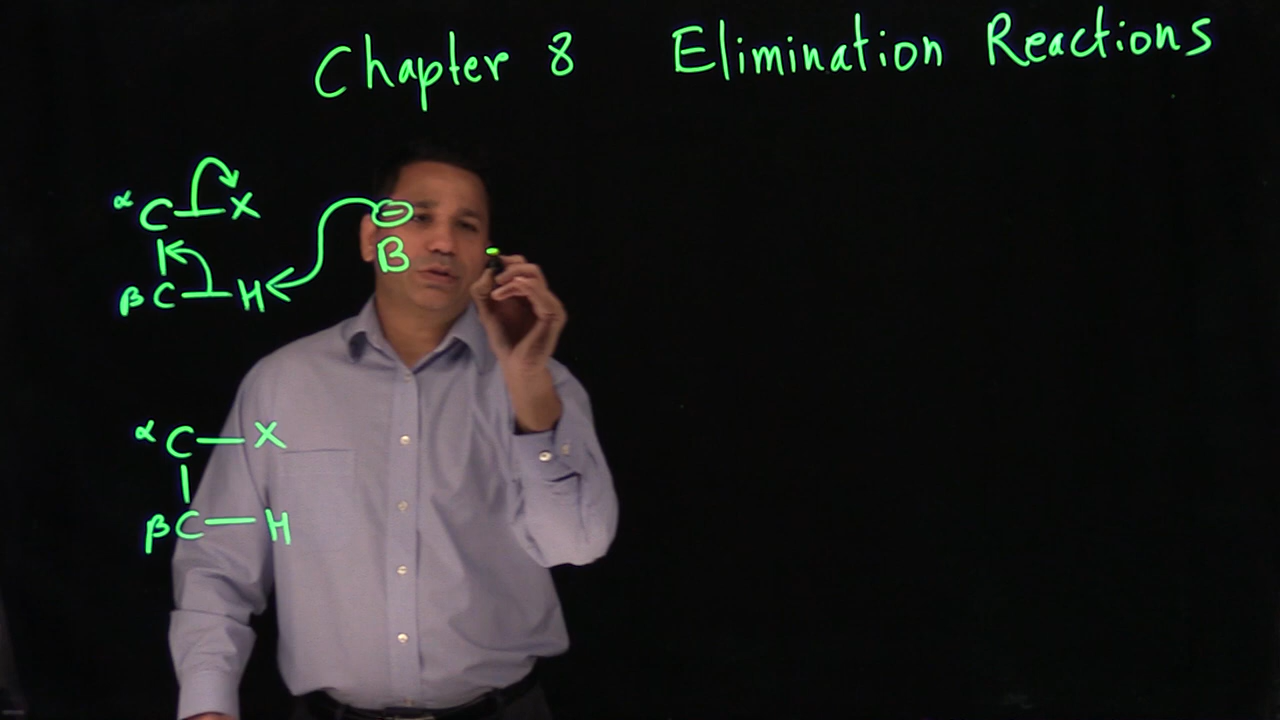 Chapter 8 Elimination Reactions
α C — X
⊖
B
β C — H
α C — X
β C — H